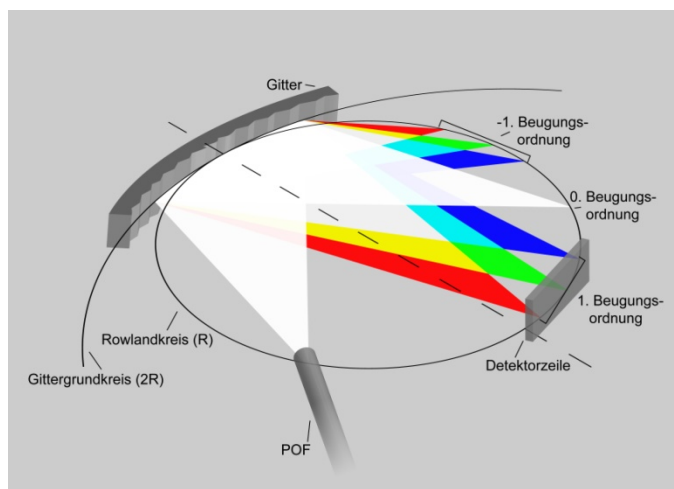 Gitter
-1. Beugungs-
ordnung
0. Beugungs-
ordnung
1. Beugungs-
ordnung
Rowlandkreis (R)
Detektorzeile
Gittergrundkreis (2R)
POF